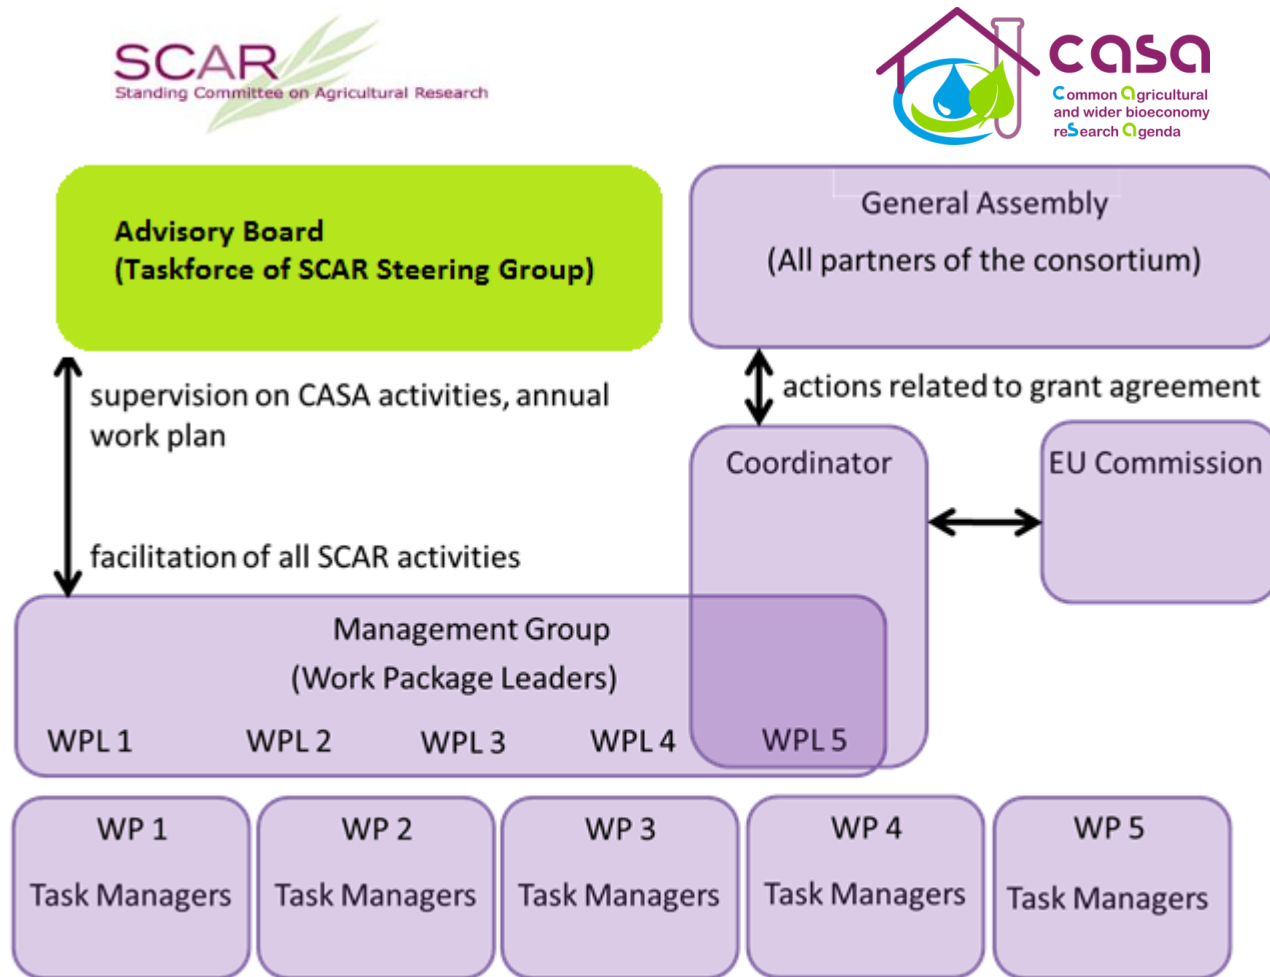 SCAR
Standing Committee on Agricultural Research
casa
Common Agricultural
and wider bioeconomy
reSearch Agenda
Advisory Board
(Taskforce of SCAR Steering Group)
General Assembly
(All partners of the consortium)
supervision on CASA activities, annual
work plan
actions related to grant agreement
Coordinator
EU Commission
facilitation of all SCAR activities
Management Group
(Work Package Leaders)
WPL 1
WPL 2
WPL 3
WPL 4
WPL 5
WP 1
Task Managers
WP 2
Task Managers
WP 3
Task Managers
WP 4
Task Managers
WP 5
Task Managers